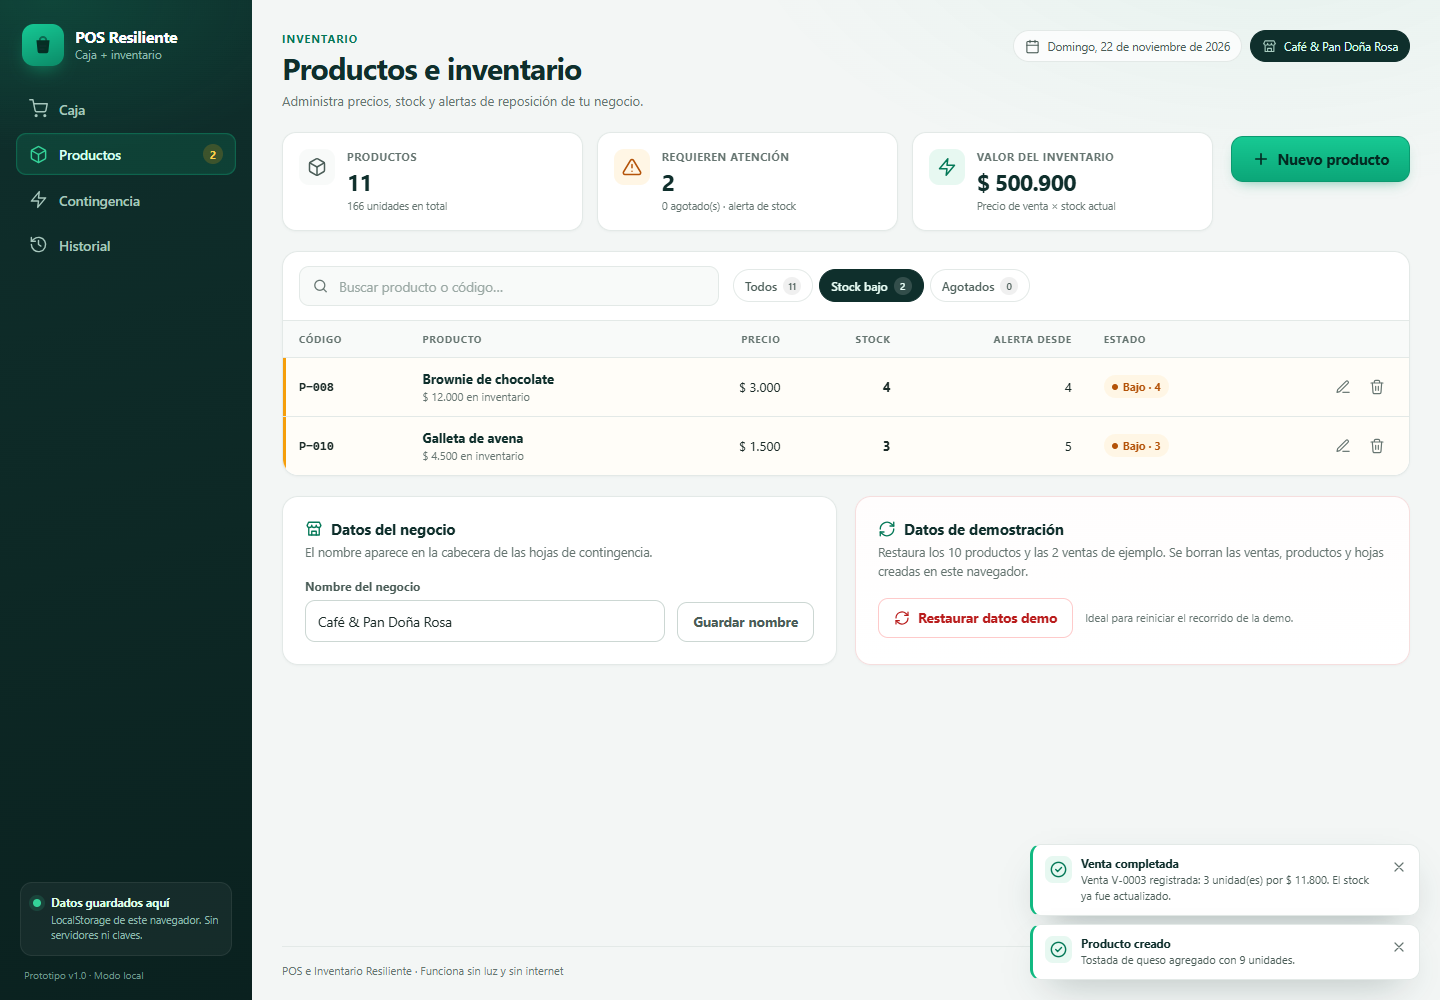 POS Resiliente
Caja + inventario
Caja
Productos
2
Contingencia
Historial
Datos guardados aquí
LocalStorage de este navegador. Sin
servidores ni claves.
Prototipo v1.0 · Modo local
INVENTARIO
Productos e inventario
Administra precios, stock y alertas de reposición de tu negocio.
Domingo, 22 de noviembre de 2026
Café & Pan Doña Rosa
PRODUCTOS
11
166 unidades en total
REQUIEREN ATENCIÓN
2
0 agotado(s) · alerta de stock
VALOR DEL INVENTARIO
$ 500.900
Precio de venta × stock actual
Nuevo producto
Buscar producto o código...
Todos 11
Stock bajo 2
Agotados 0
CÓDIGO PRODUCTO PRECIO STOCK ALERTA DESDE ESTADO
P-008 Brownie de chocolate $ 3.000 4 4 Bajo · 4
$ 12.000 en inventario
P-010 Galleta de avena $ 1.500 3 5 Bajo · 3
$ 4.500 en inventario
Datos del negocio
El nombre aparece en la cabecera de las hojas de contingencia.
Nombre del negocio
Café & Pan Doña Rosa
Guardar nombre
Datos de demostración
Restaura los 10 productos y las 2 ventas de ejemplo. Se borran las ventas, productos y hojas
creadas en este navegador.
Restaurar datos demo
Ideal para reiniciar el recorrido de la demo.
POS e Inventario Resiliente · Funciona sin luz y sin internet
Venta completada
Venta V-0003 registrada: 3 unidad(es) por $ 11.800. El stock
ya fue actualizado.
Producto creado
Tostada de queso agregado con 9 unidades.